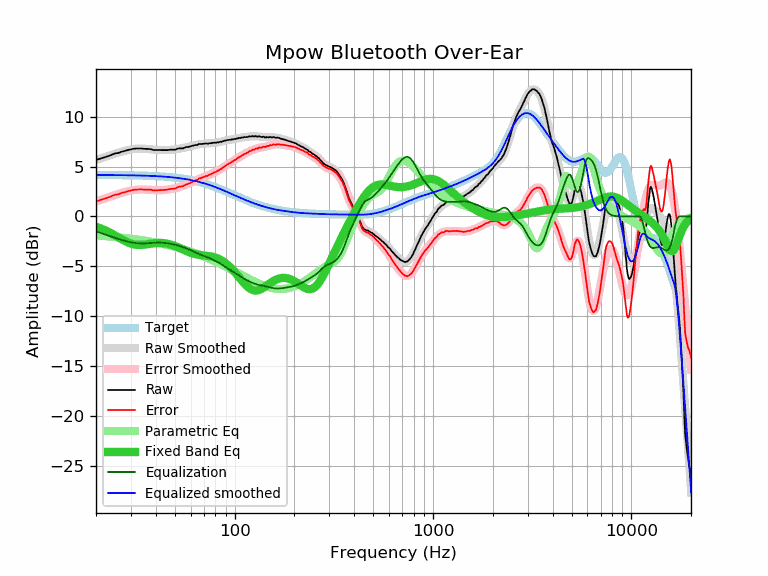 Mpow Bluetooth Over-Ear
Amplitude (dBr)
10
5
0
−5
−10
−15
−20
−25
Target
Raw Smoothed
Error Smoothed
Raw
Error
Parametric Eq
Fixed Band Eq
Equalization
Equalized smoothed
100 1000 10000
Frequency (Hz)